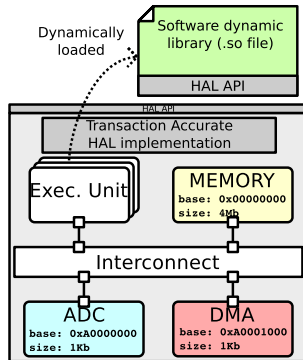 Software dynamic
library (.so file)
Dynamically
loaded
HAL API
HAL API
Transaction Accurate
HAL implementation
Exec. Unit
MEMORY
base: 0x00000000
size: 4Mb
Interconnect
ADC
base: 0xA0000000
size: 1Kb
DMA
base: 0xA0001000
size: 1Kb